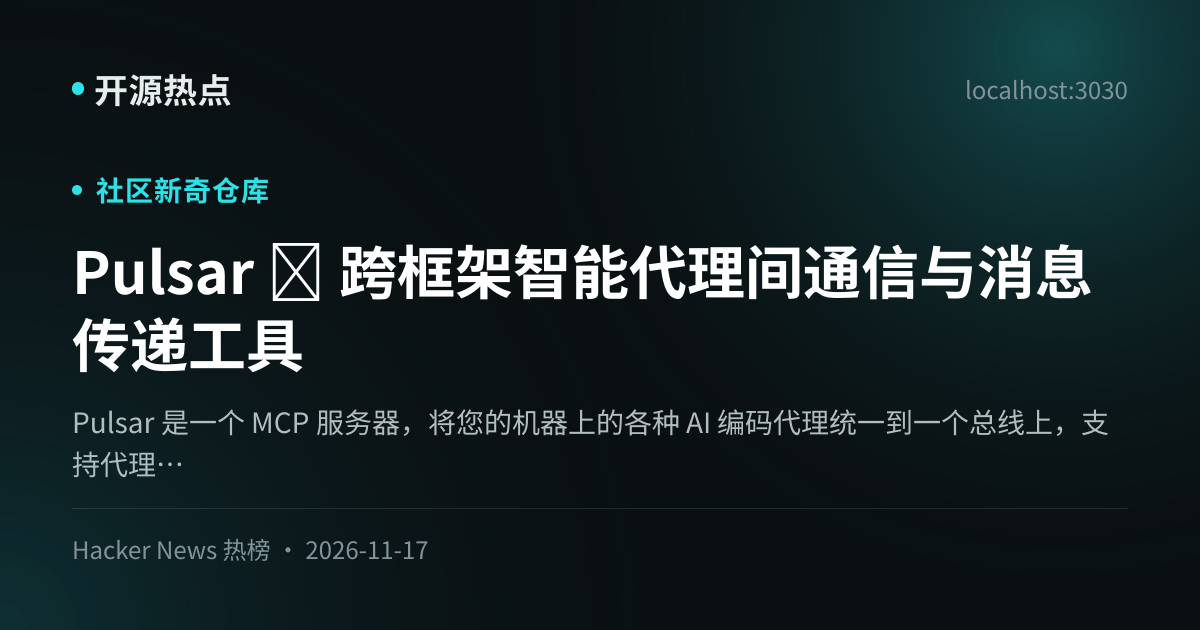 开源热点
localhost:3030
社区新奇仓库
Pulsar 跨框架智能代理间通信与消息
传递工具
Pulsar 是一个 MCP 服务器，将您的机器上的各种 AI 编码代理统一到一个总线上，支
持代理…
Hacker News 热榜 · 2026-11-17